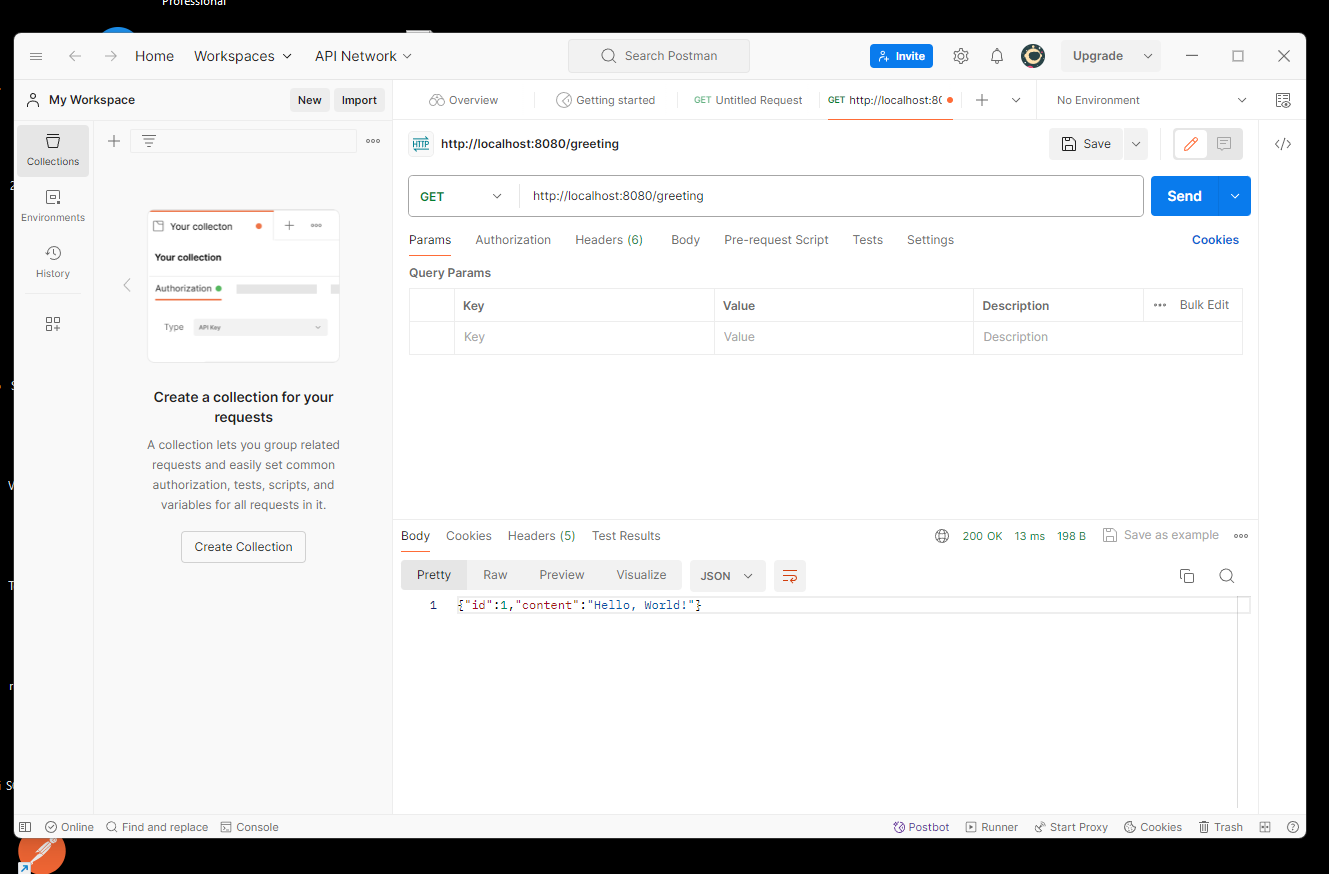 Professional
Home Workspaces API Network Search Postman Invite Upgrade
My Workspace New Import Overview Getting started GET Untitled Request GET http://localhost:80 No Environment
Collections
Environments
History
Your collecton
Your collection
Authorization
Type API Key
Create a collection for your
requests
A collection lets you group related
requests and easily set common
authorization, tests, scripts, and
variables for all requests in it.
Create Collection
HTTP http://localhost:8080/greeting Save
GET http://localhost:8080/greeting Send
Params Authorization Headers (6) Body Pre-request Script Tests Settings Cookies
Query Params
Key Value Description Bulk Edit
Key Value Description
Body Cookies Headers (5) Test Results 200 OK 13 ms 198 B Save as example
Pretty Raw Preview Visualize JSON
1 {"id":1,"content":"Hello, World!"}
Online Find and replace Console Postbot Runner Start Proxy Cookies Trash